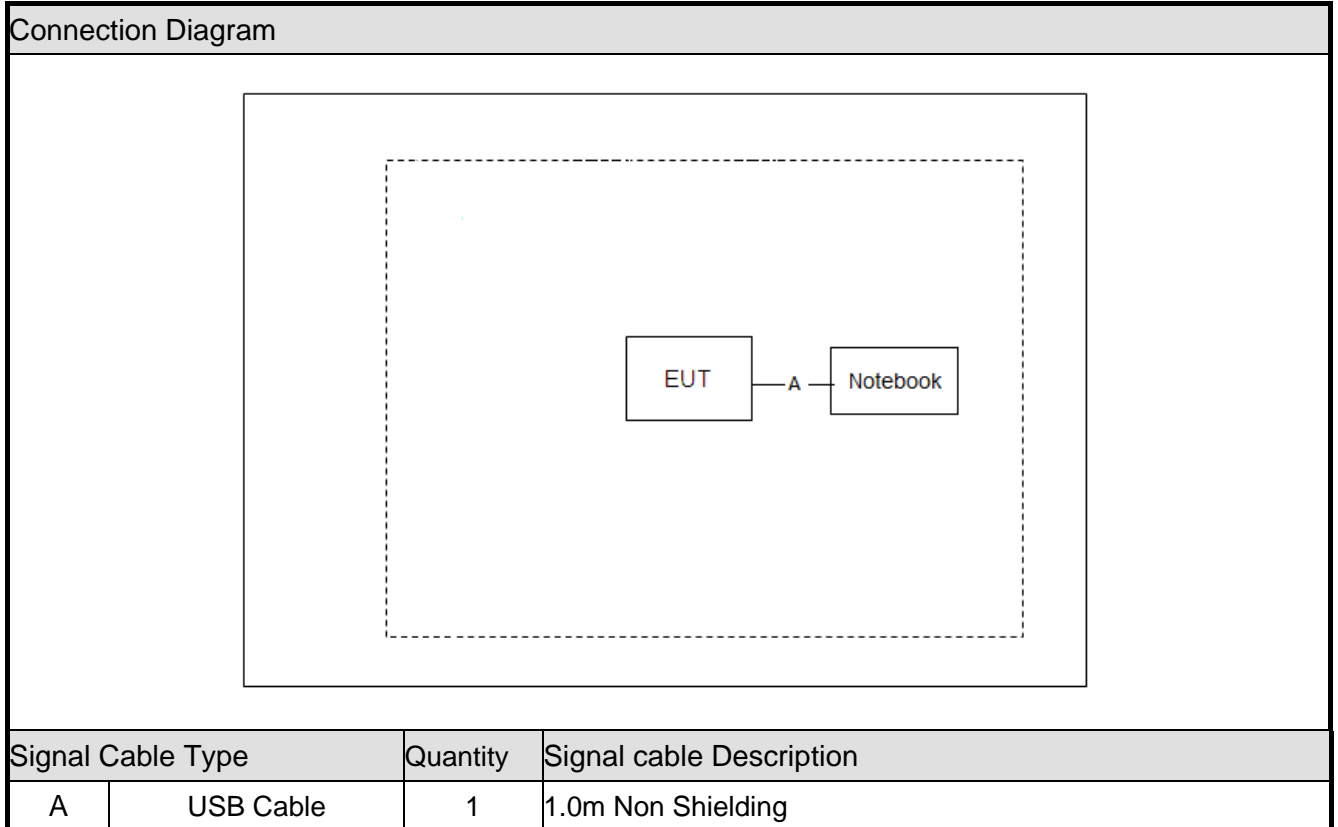 Connection Diagram
EUT
A
Notebook
Signal Cable Type Quantity Signal cable Description
A USB Cable 1 1.0m Non Shielding